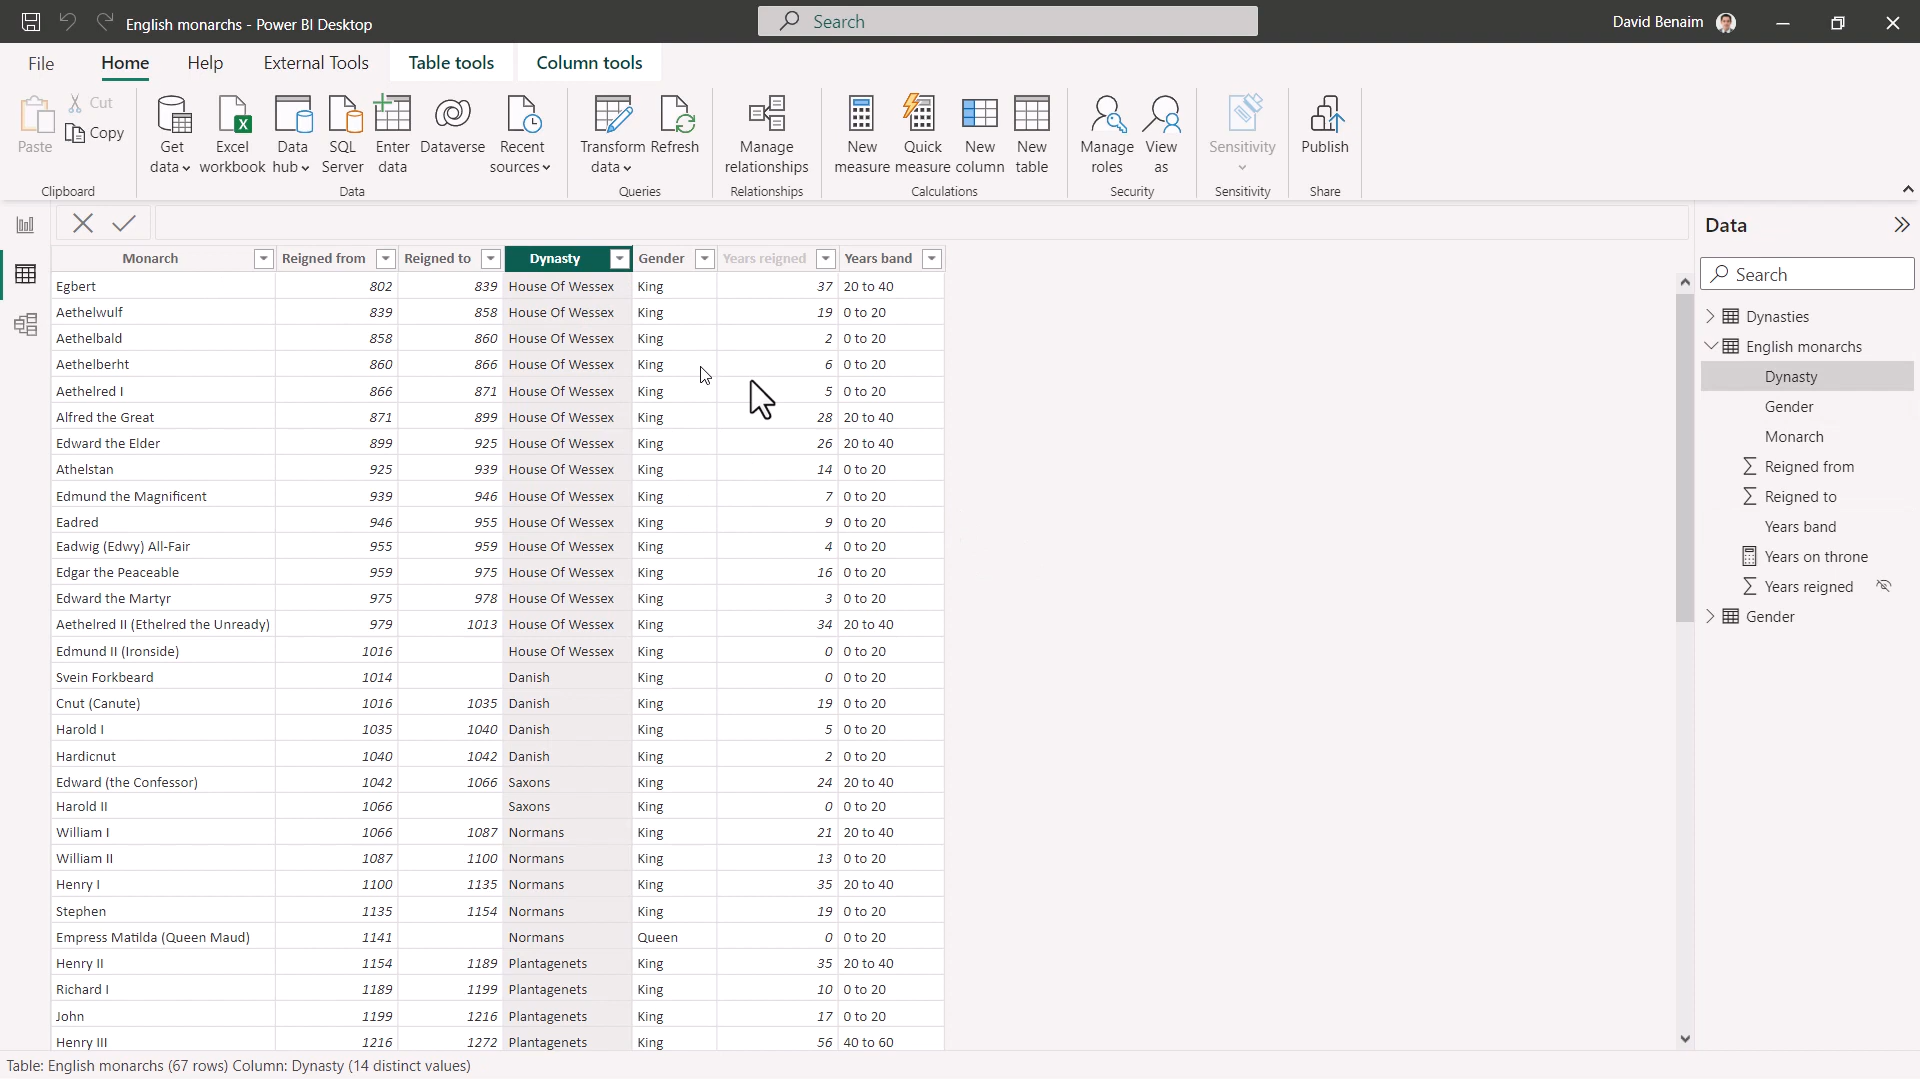 English monarchs - Power BI Desktop
Search
David Benaim
File
Home
Help
External Tools
Table tools
Column tools
Paste
Cut
Copy
Clipboard
Get data
Excel workbook
Data hub
SQL Server
Enter data
Dataverse
Recent sources
Data
Transform data
Refresh
Queries
Manage relationships
Relationships
New measure
Quick measure
New column
New table
Calculations
Manage roles
View as
Security
Sensitivity
Sensitivity
Publish
Share
Monarch Reigned from Reigned to Dynasty Gender Years reigned Years band
Egbert 802 839 House Of Wessex King 37 20 to 40
Aethelwulf 839 858 House Of Wessex King 19 0 to 20
Aethelbald 858 860 House Of Wessex King 2 0 to 20
Aethelberht 860 866 House Of Wessex King 6 0 to 20
Aethelred I 866 871 House Of Wessex King 5 0 to 20
Alfred the Great 871 899 House Of Wessex King 28 20 to 40
Edward the Elder 899 925 House Of Wessex King 26 20 to 40
Athelstan 925 939 House Of Wessex King 14 0 to 20
Edmund the Magnificent 939 946 House Of Wessex King 7 0 to 20
Eadred 946 955 House Of Wessex King 9 0 to 20
Eadwig (Edwy) All-Fair 955 959 House Of Wessex King 4 0 to 20
Edgar the Peaceable 959 975 House Of Wessex King 16 0 to 20
Edward the Martyr 975 978 House Of Wessex King 3 0 to 20
Aethelred II (Ethelred the Unready) 979 1013 House Of Wessex King 34 20 to 40
Edmund II (Ironside) 1016 House Of Wessex King 0 0 to 20
Svein Forkbeard 1014 Danish King 0 0 to 20
Cnut (Canute) 1016 1035 Danish King 19 0 to 20
Harold I 1035 1040 Danish King 5 0 to 20
Hardicnut 1040 1042 Danish King 2 0 to 20
Edward (the Confessor) 1042 1066 Saxons King 24 20 to 40
Harold II 1066 Saxons King 0 0 to 20
William I 1066 1087 Normans King 21 20 to 40
William II 1087 1100 Normans King 13 0 to 20
Henry I 1100 1135 Normans King 35 20 to 40
Stephen 1135 1154 Normans King 19 0 to 20
Empress Matilda (Queen Maud) 1141 Normans Queen 0 0 to 20
Henry II 1154 1189 Plantagenets King 35 20 to 40
Richard I 1189 1199 Plantagenets King 10 0 to 20
John 1199 1216 Plantagenets King 17 0 to 20
Henry III 1216 1272 Plantagenets King 56 40 to 60
Data
Search
Dynasties
English monarchs
Dynasty
Gender
Monarch
Reigned from
Reigned to
Years band
Years on throne
Years reigned
Gender
Table: English monarchs (67 rows) Column: Dynasty (14 distinct values)